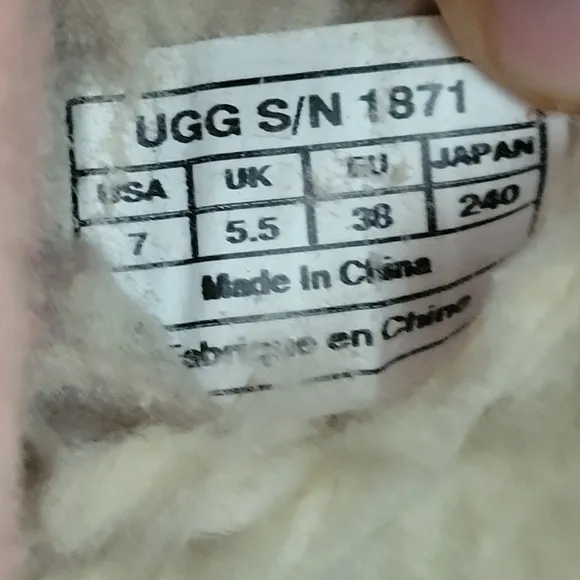 UGG S/N 1871
USA UK EU JAPAN
7 5.5 38 240
Made In China
Fabrique en Chine